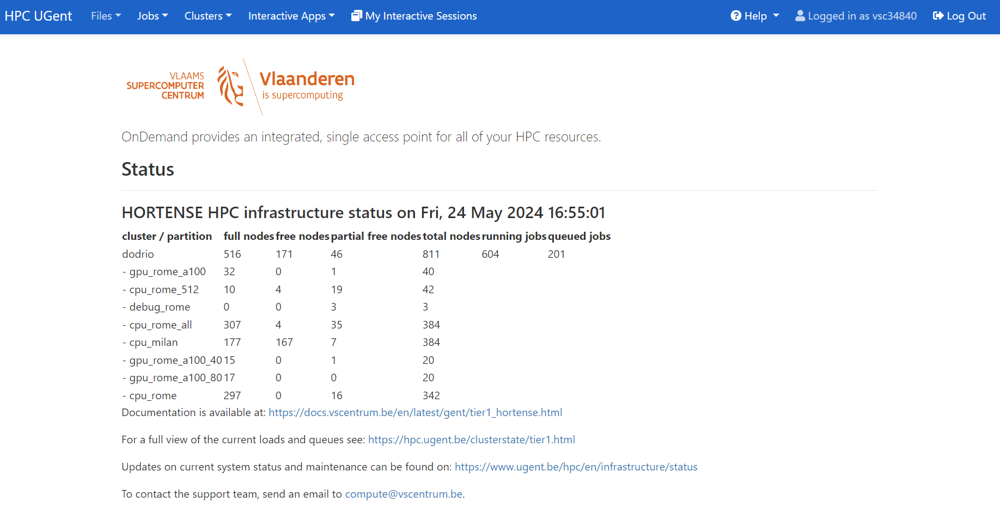 HPC UGent Files Jobs Clusters Interactive Apps My Interactive Sessions Help Logged in as vsc34840 Log Out
VLAAMS
SUPERCOMPUTER
CENTRUM
Vlaanderen
is supercomputing
OnDemand provides an integrated, single access point for all of your HPC resources.
Status
HORTENSE HPC infrastructure status on Fri, 24 May 2024 16:55:01
cluster / partition full nodes free nodes partial free nodes total nodes running jobs queued jobs
dodrio 516 171 46 811 604 201
- gpu_rome_a100 32 0 1 40
- cpu_rome_512 10 4 19 42
- debug_rome 0 0 3 3
- cpu_rome_all 307 4 35 384
- cpu_milan 177 167 7 384
- gpu_rome_a100_40 15 0 1 20
- gpu_rome_a100_80 17 0 0 20
- cpu_rome 297 0 16 342
Documentation is available at: https://docs.vscentrum.be/en/latest/gent/tier1_hortense.html
For a full view of the current loads and queues see: https://hpc.ugent.be/clusterstate/tier1.html
Updates on current system status and maintenance can be found on: https://www.ugent.be/hpc/en/infrastructure/status
To contact the support team, send an email to compute@vscentrum.be.